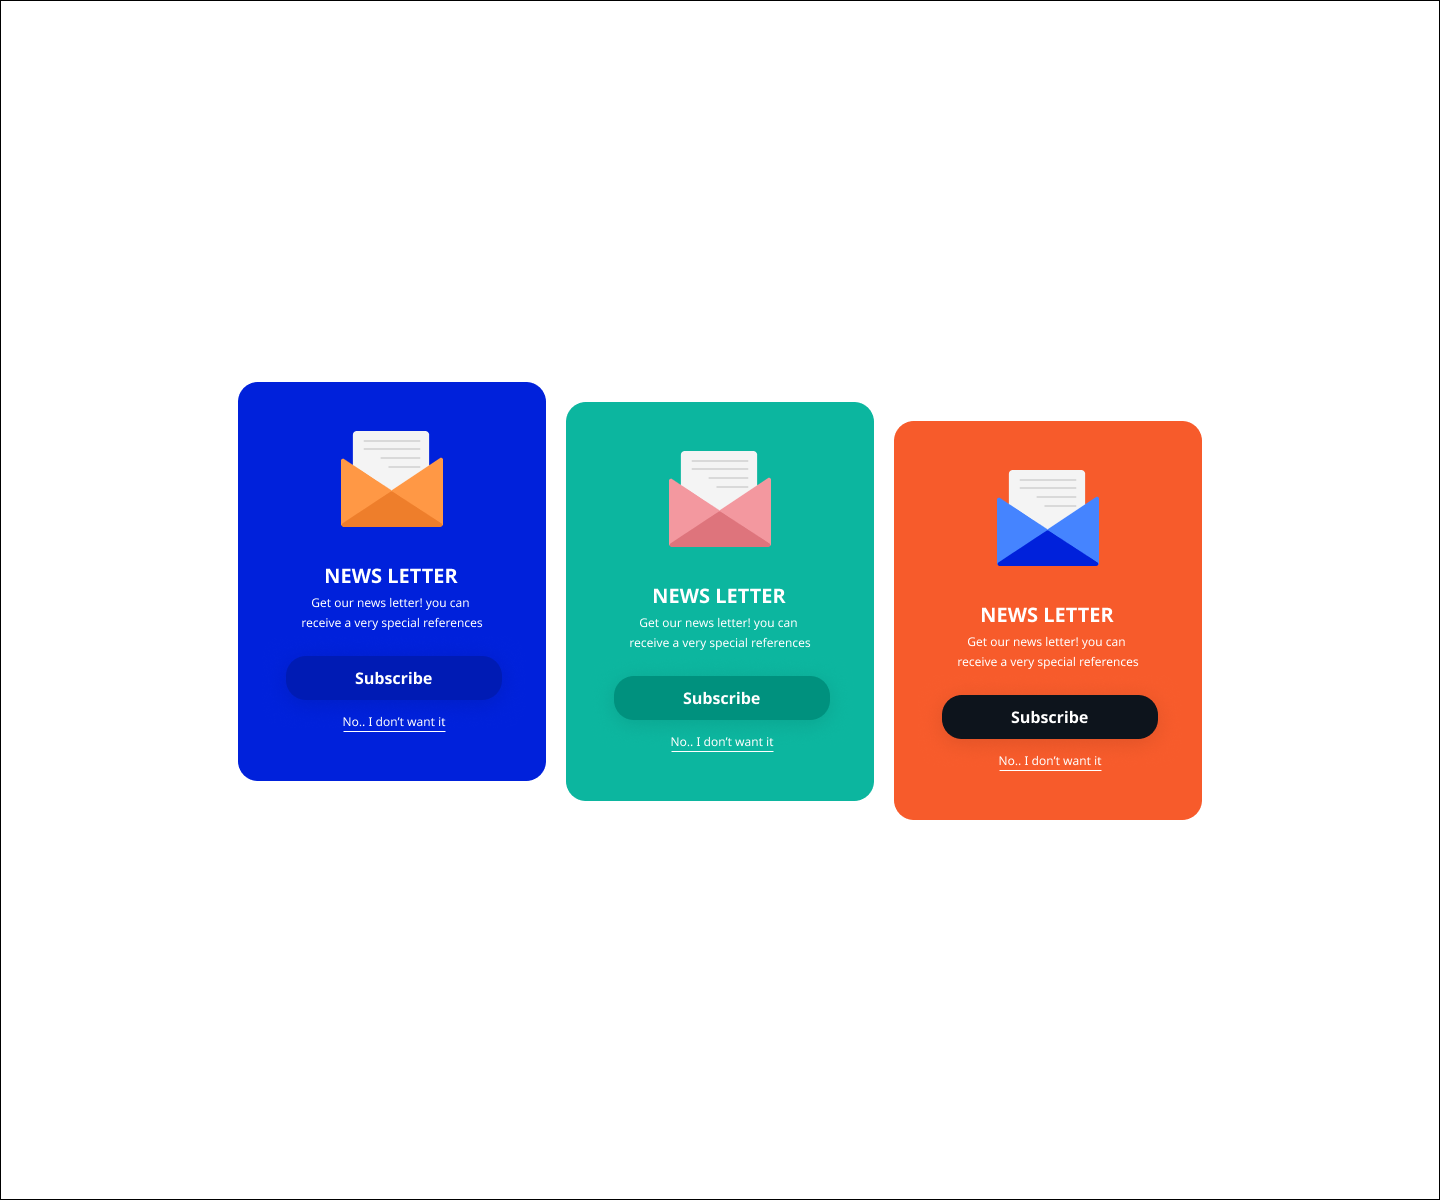 NEWS LETTER
Get our news letter! you can
receive a very special references
Subscribe
No.. I don't want it
NEWS LETTER
Get our news letter! you can
receive a very special references
Subscribe
No.. I don't want it
NEWS LETTER
Get our news letter! you can
receive a very special references
Subscribe
No.. I don't want it